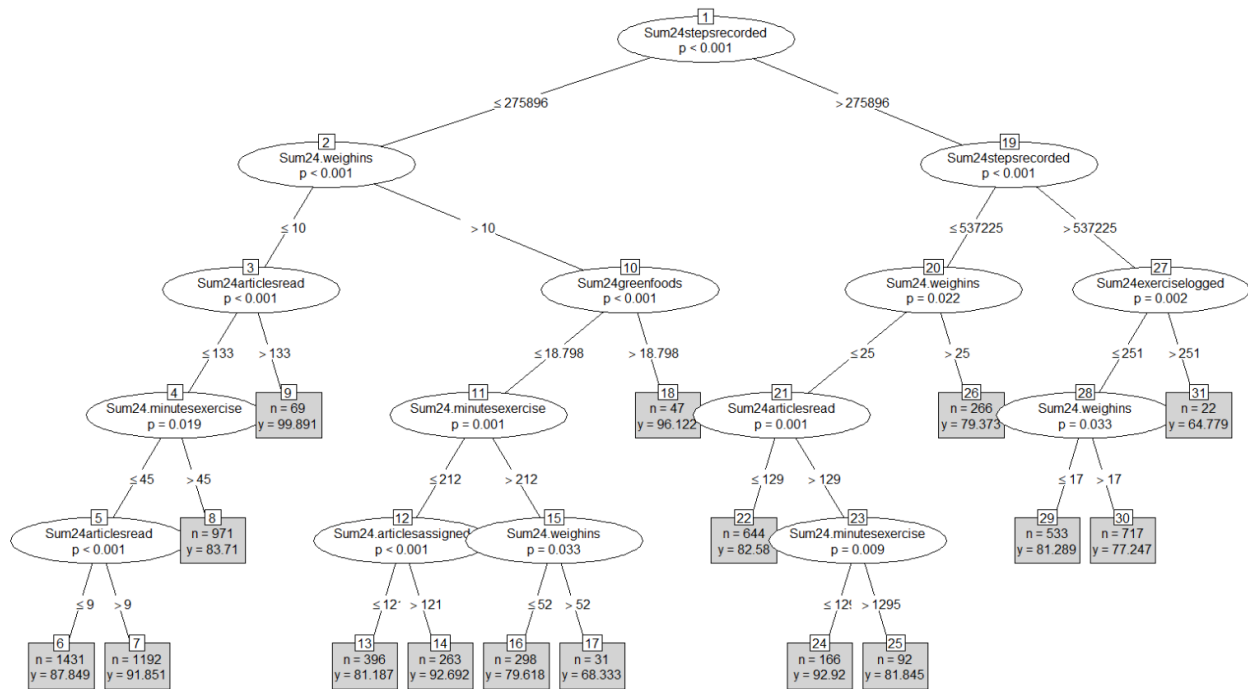 1
Sum24stepsrecorded
p < 0.001
≤ 275896
> 275896
2
Sum24.weighins
p < 0.001
19
Sum24stepsrecorded
p < 0.001
≤ 10
> 10
≤ 537225
> 537225
3
Sum24articlesread
p < 0.001
10
Sum24greenfoods
p < 0.001
20
Sum24.weighins
p = 0.022
27
Sum24exerciselogged
p = 0.002
≤ 133
> 133
≤ 18.798
> 18.798
≤ 25
> 25
≤ 251
> 251
4
Sum24.minutesexercise
p = 0.019
9
n = 69
y = 99.891
11
Sum24.minutesexercise
p = 0.001
18
n = 47
y = 96.122
21
Sum24articlesread
p = 0.001
26
n = 266
y = 79.373
28
Sum24.weighins
p = 0.033
31
n = 22
y = 64.779
≤ 45
> 45
≤ 212
> 212
≤ 129
> 129
≤ 17
> 17
5
Sum24articlesread
p < 0.001
8
n = 971
y = 83.71
12
Sum24.articlesassigned
p < 0.001
15
Sum24.weighins
p = 0.033
22
n = 644
y = 82.58
23
Sum24.minutesexercise
p = 0.009
29
n = 533
y = 81.289
30
n = 717
y = 77.247
≤ 9
> 9
≤ 121
> 121
≤ 52
> 52
≤
> 1295
6
n = 1431
y = 87.849
7
n = 1192
y = 91.851
13
n = 396
y = 81.187
14
n = 263
y = 92.692
16
n = 298
y = 79.618
17
n = 31
y = 68.333
24
n = 166
y = 92.92
25
n = 92
y = 81.845